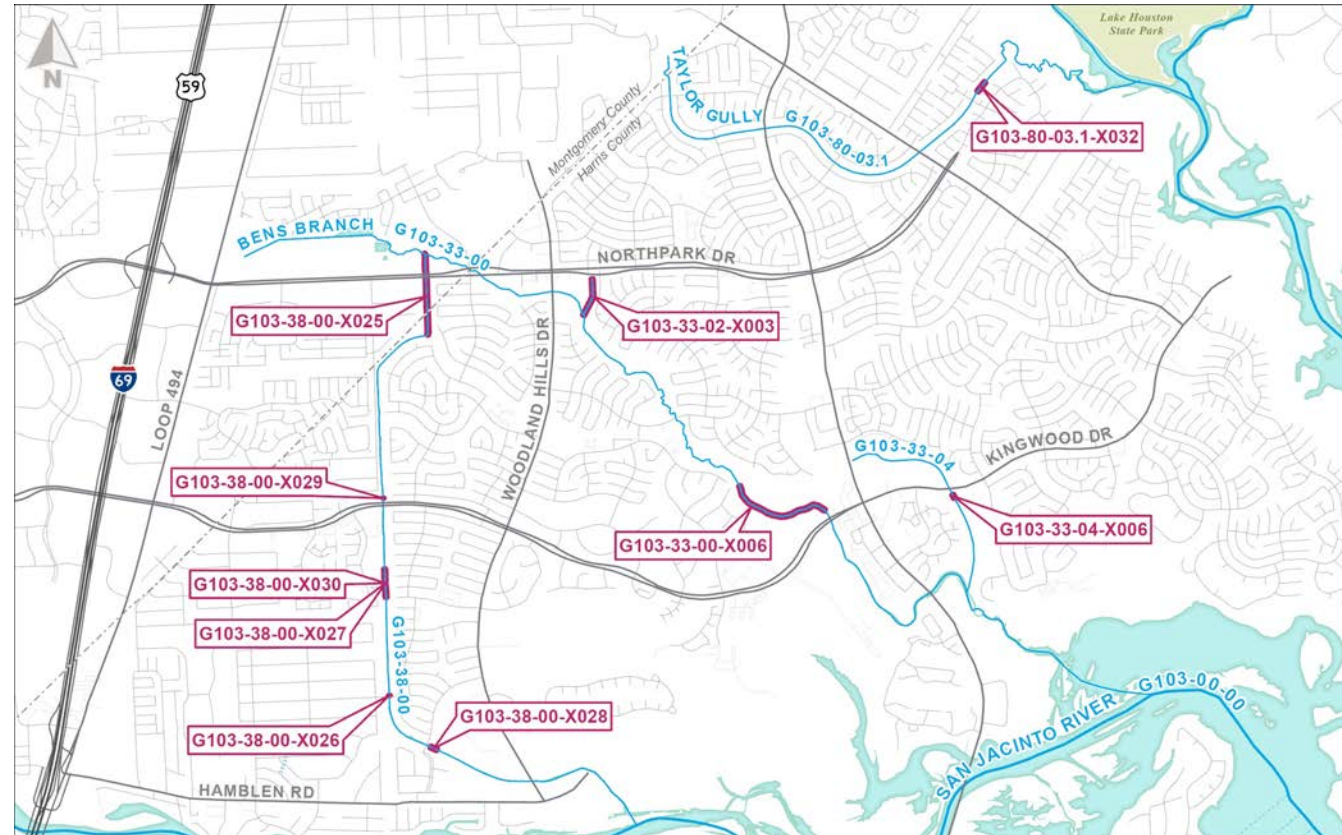 Lake Houston
State Park
N
59
TAYLOR GULLY
G103-80-03.1
G103-80-03.1-X032
Montgomery County
Harris County
BENS BRANCH
G103-33-00
NORTHPARK DR
G103-38-00-X025
G103-33-02-X003
69
LOOP 494
WOODLAND HILLS DR
G103-33-04
KINGWOOD DR
G103-38-00-X029
G103-33-00-X006
G103-33-04-X006
G103-38-00-X030
G103-38-00-X027
G103-38-00
G103-38-00-X026
G103-38-00-X028
SAN JACINTO RIVER
G103-00-00
HAMBLEN RD